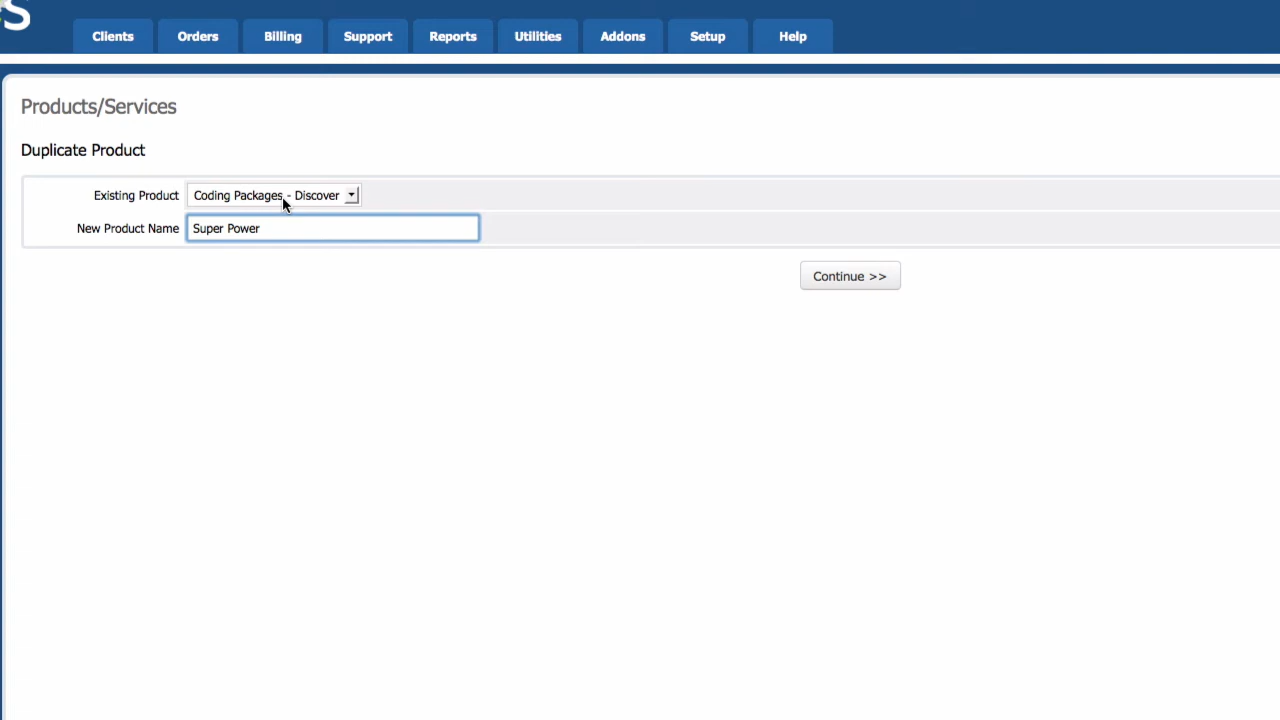 Clients Orders Billing Support Reports Utilities Addons Setup Help
Products/Services
Duplicate Product
Existing Product Coding Packages - Discover
New Product Name Super Power
Continue >>